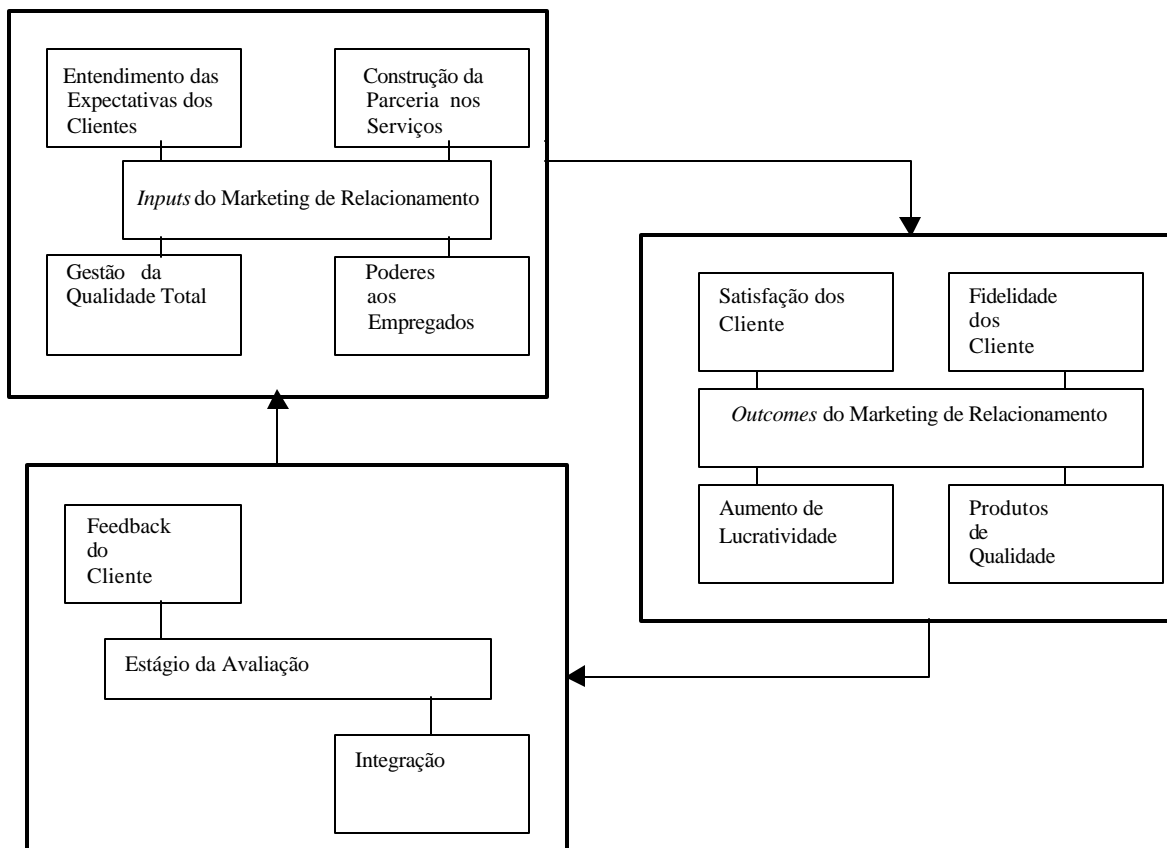 Entendimento das
Expectativas dos
Clientes
Construção da
Parceria nos
Serviços
Inputs do Marketing de Relacionamento
Gestão da
Qualidade Total
Poderes
aos
Empregados
Satisfação dos
Cliente
Fidelidade
dos
Cliente
Outcomes do Marketing de Relacionamento
Aumento de
Lucratividade
Produtos
de
Qualidade
Feedback
do
Cliente
Estágio da Avaliação
Integração